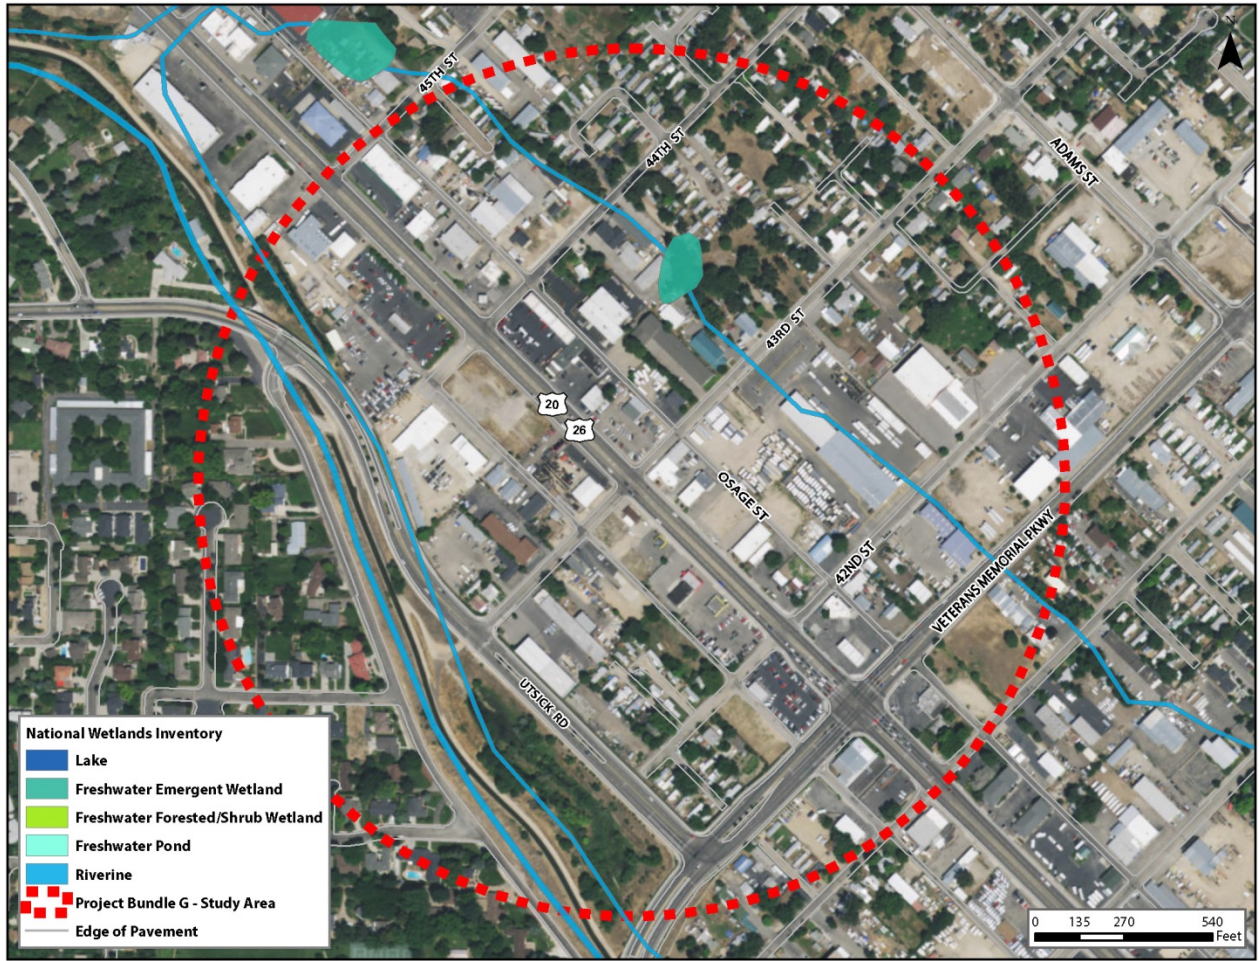 N
45TH ST
44TH ST
ADAMS ST
43RD ST
20
26
OSAGE ST
42ND ST
VETERANS MEMORIAL PKWY
UTSICK RD
National Wetlands Inventory
Lake
Freshwater Emergent Wetland
Freshwater Forested/Shrub Wetland
Freshwater Pond
Riverine
Project Bundle G - Study Area
Edge of Pavement
0 135 270 540
Feet